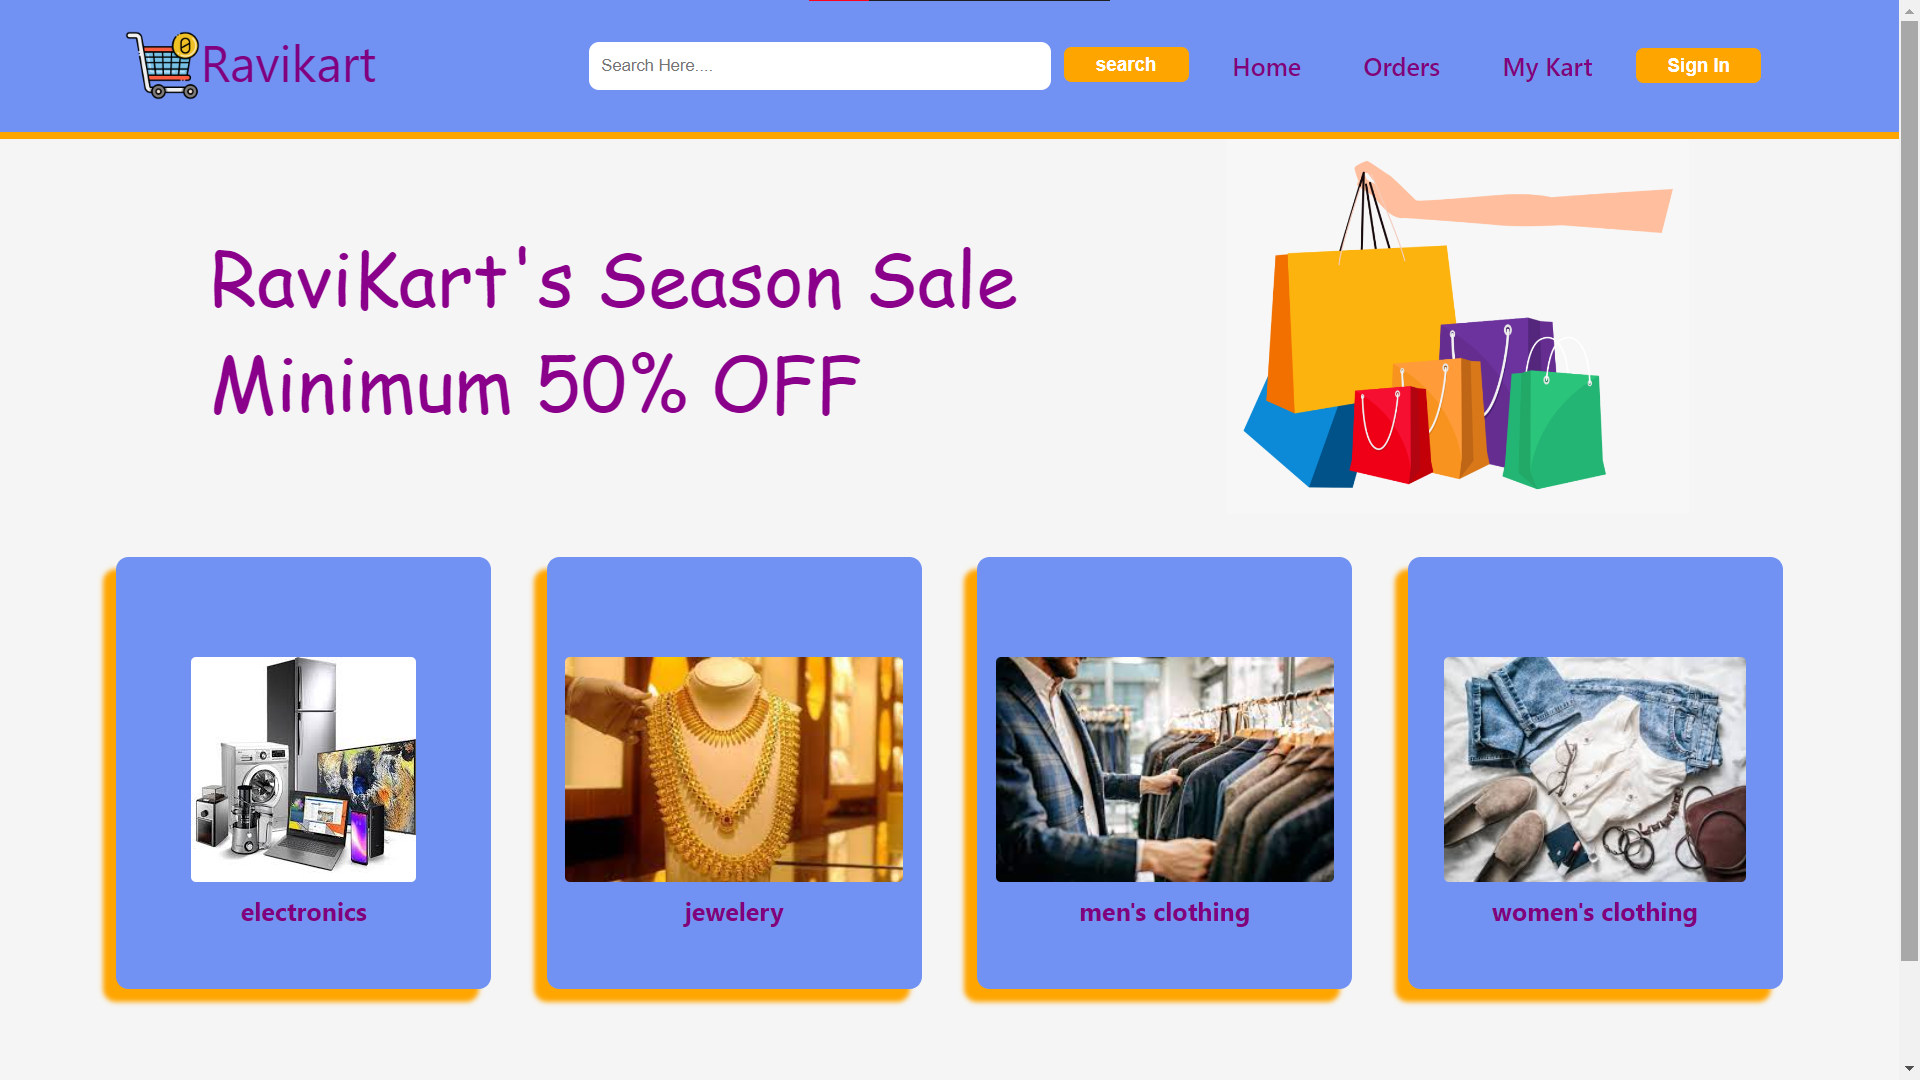 0
Ravikart
Search Here....
search
Home
Orders
My Kart
Sign In
RaviKart's Season Sale
Minimum 50% OFF
electronics
jewelery
men's clothing
women's clothing